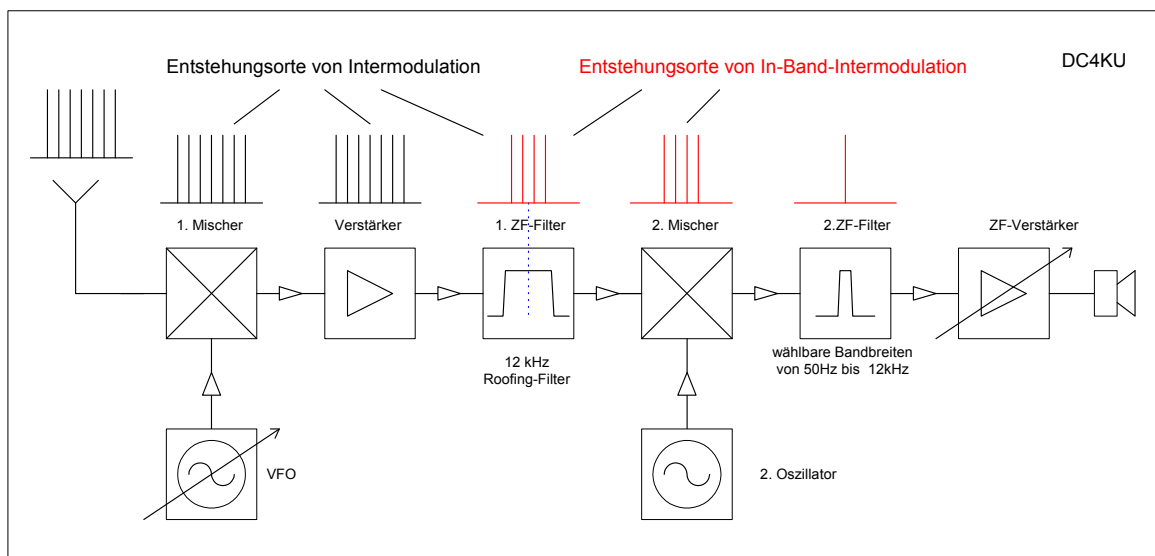 Entstehungsorte von Intermodulation
Entstehungsorte von In-Band-Intermodulation
DC4KU
1. Mischer
Verstärker
1. ZF-Filter
2. Mischer
2.ZF-Filter
ZF-Verstärker
12 kHz
Roofing-Filter
wählbare Bandbreiten
von 50Hz bis 12kHz
VFO
2. Oszillator